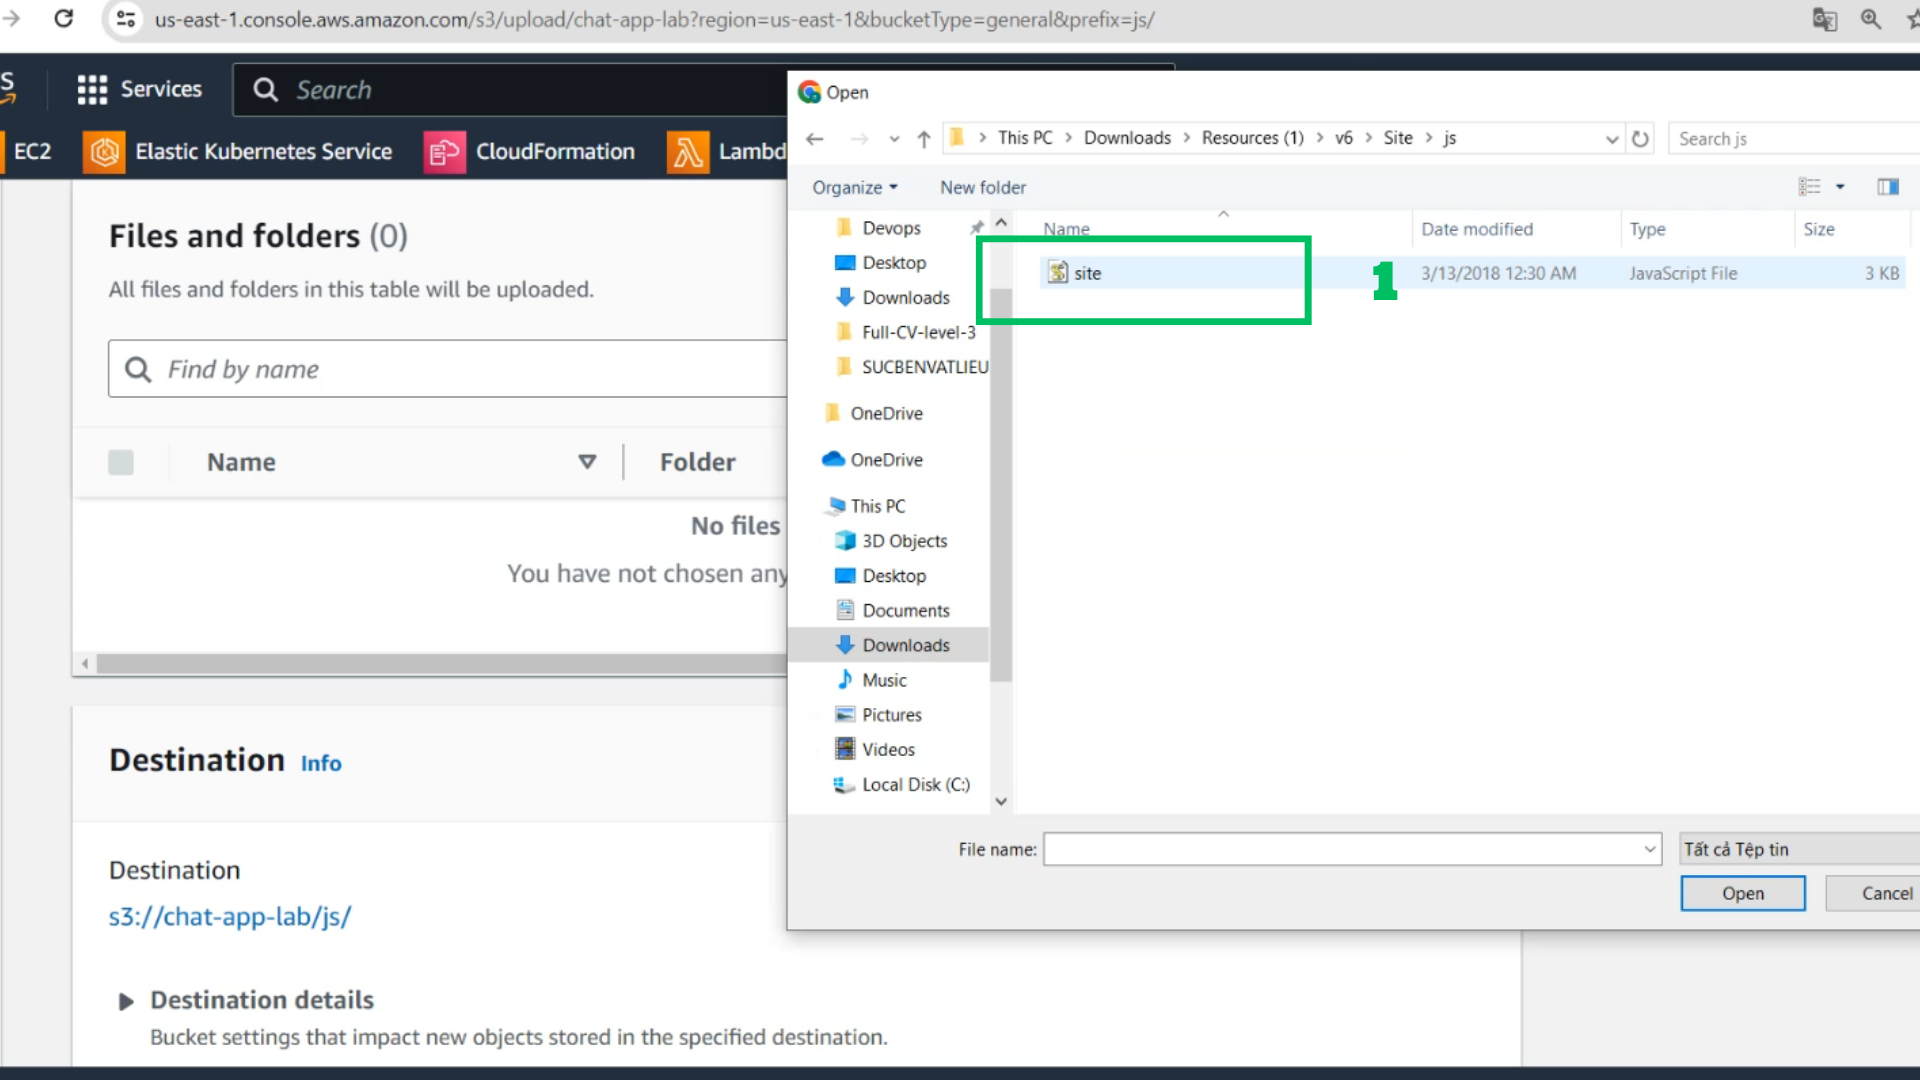 us-east-1.console.aws.amazon.com/s3/upload/chat-app-lab?region=us-east-1&bucketType=general&prefix=js/
Services
Search
EC2
Elastic Kubernetes Service
CloudFormation
Lambd
Files and folders (0)
All files and folders in this table will be uploaded.
Find by name
Name
Folder
No files
You have not chosen any
Destination Info
Destination
s3://chat-app-lab/js/
Destination details
Bucket settings that impact new objects stored in the specified destination.
Open
This PC > Downloads > Resources (1) > v6 > Site > js
Search js
Organize
New folder
Devops
Desktop
Downloads
Full-CV-level-3
SUCBENVATLIEU
OneDrive
OneDrive
This PC
3D Objects
Desktop
Documents
Downloads
Music
Pictures
Videos
Local Disk (C:)
Name
Date modified
Type
Size
site
1
3/13/2018 12:30 AM
JavaScript File
3 KB
File name:
Tất cả Tệp tin
Open
Cancel